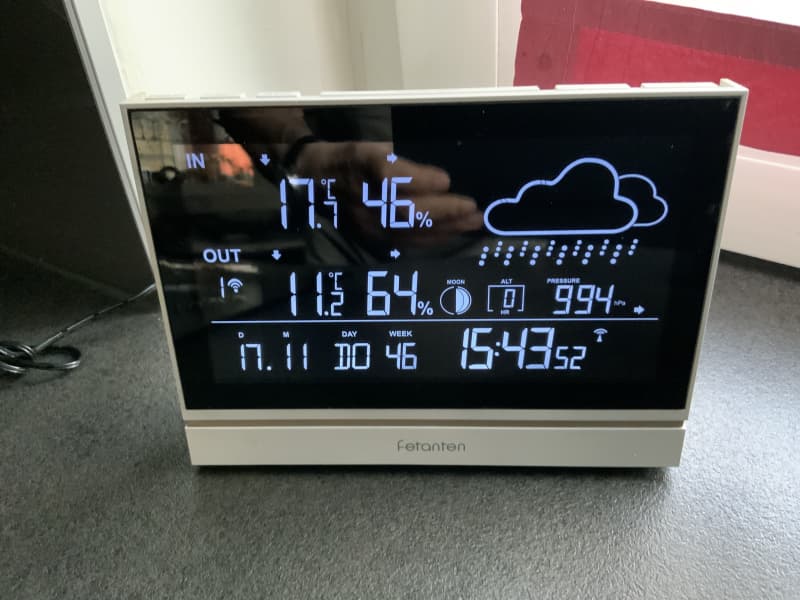 IN
17.7 °C 46%
OUT
1 11.2 °C 64% MOON ALT 0 HR PRESSURE 994 hPa
D M DAY WEEK
17. 11 DO 46 15:43 52
Fetanten